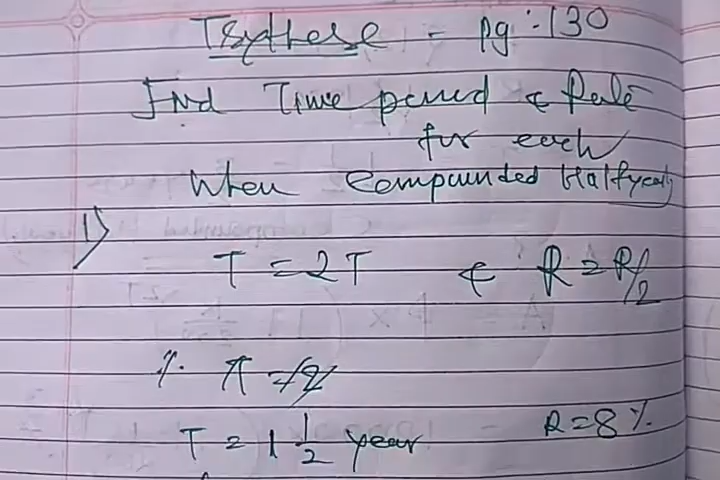 Try these - pg :- 130
Find Time period & Rate
for each
When compounded Halfyearly
1)
T = 2T & R = R/2
T = 1 1/2 year R = 8 %